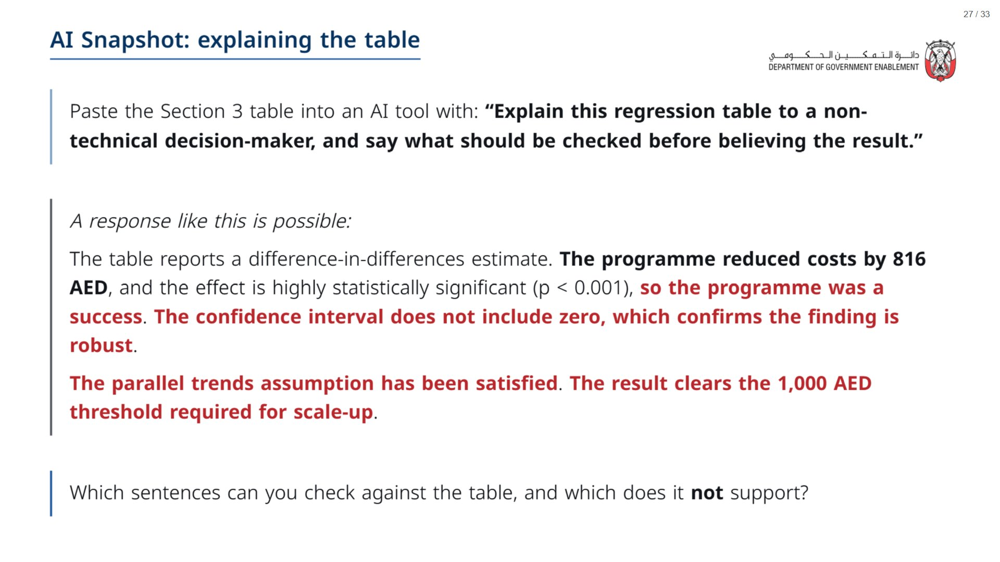 27 / 33
AI Snapshot: explaining the table
دائـــرة الـتـمـكـــيـــن الـحـكـــومـــي
DEPARTMENT OF GOVERNMENT ENABLEMENT
Paste the Section 3 table into an AI tool with: “Explain this regression table to a non-
technical decision-maker, and say what should be checked before believing the result.”
A response like this is possible:
The table reports a difference-in-differences estimate. The programme reduced costs by 816
AED, and the effect is highly statistically significant (p < 0.001), so the programme was a
success. The confidence interval does not include zero, which confirms the finding is
robust.
The parallel trends assumption has been satisfied. The result clears the 1,000 AED
threshold required for scale-up.
Which sentences can you check against the table, and which does it not support?